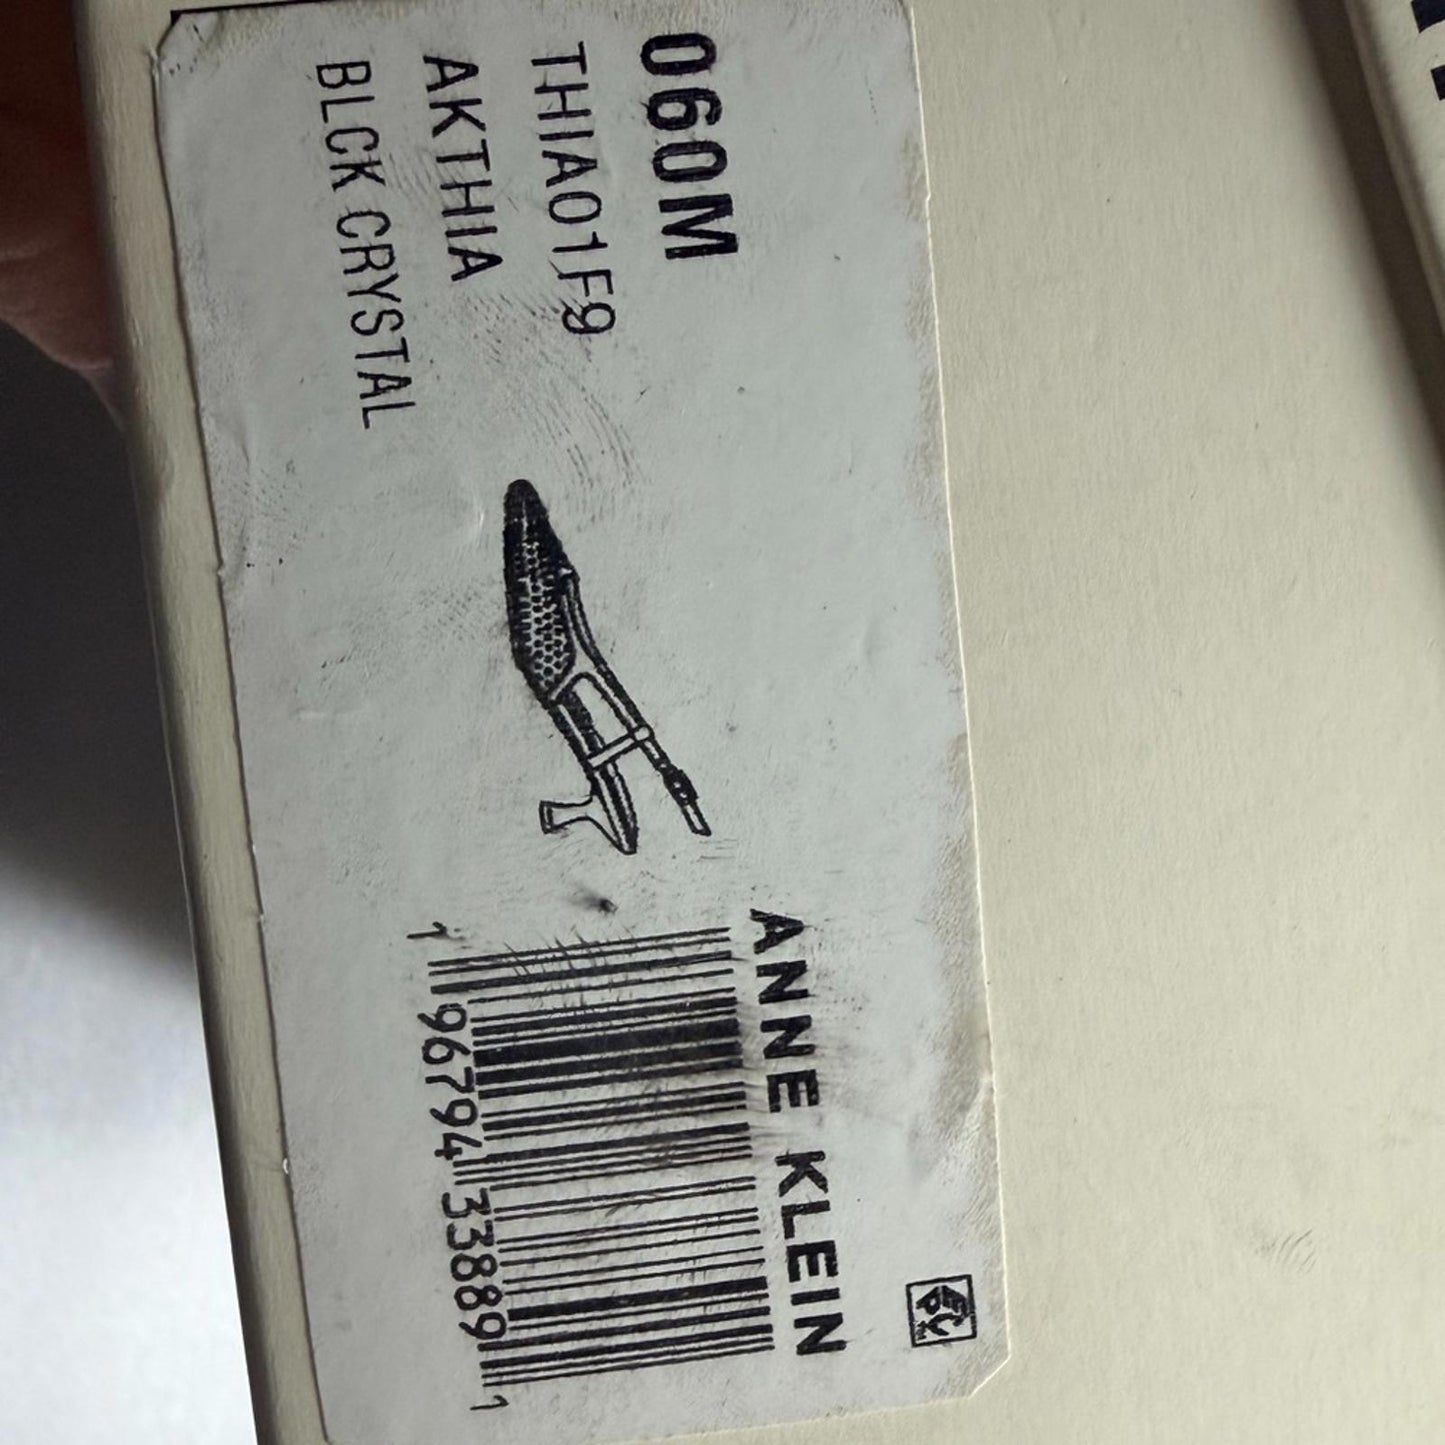 060M
THIA01F9
AKTHIA
BLCK CRYSTAL
ANNE KLEIN
1 96794 33889 1